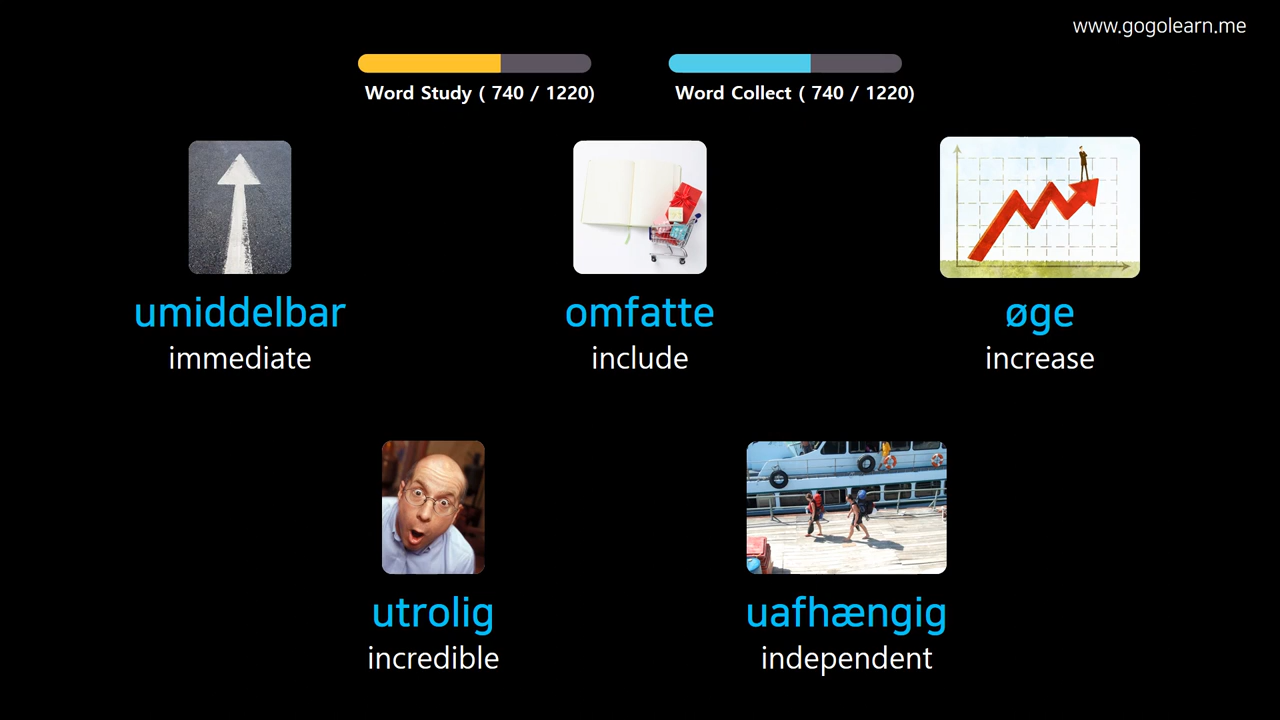 www.gogolearn.me
Word Study ( 740 / 1220)
Word Collect ( 740 / 1220)
umiddelbar
immediate
omfatte
include
øge
increase
utrolig
incredible
uafhængig
independent